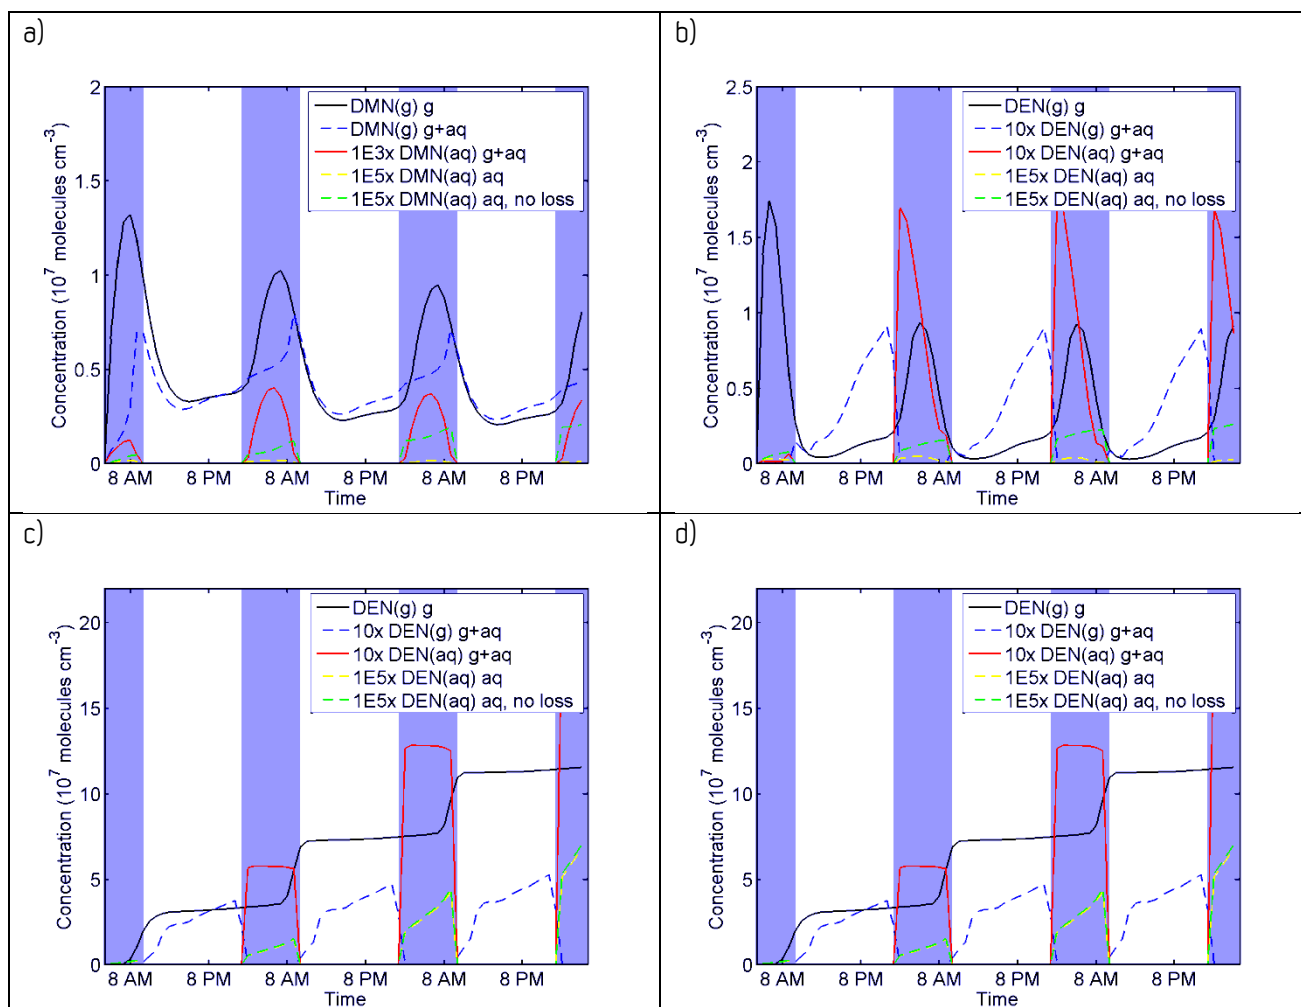 a)
2
1.5
1
0.5
0
Concentration (10⁷ molecules cm⁻³)
DMN(g) g
DMN(g) g+aq
1E3x DMN(aq) g+aq
1E5x DMN(aq) aq
1E5x DMN(aq) aq, no loss
8 AM 8 PM 8 AM 8 PM 8 AM 8 PM
Time
b)
2.5
2
1.5
1
0.5
0
Concentration (10⁷ molecules cm⁻³)
DEN(g) g
10x DEN(g) g+aq
10x DEN(aq) g+aq
1E5x DEN(aq) aq
1E5x DEN(aq) aq, no loss
8 AM 8 PM 8 AM 8 PM 8 AM 8 PM
Time
c)
20
15
10
5
0
Concentration (10⁷ molecules cm⁻³)
DEN(g) g
10x DEN(g) g+aq
10x DEN(aq) g+aq
1E5x DEN(aq) aq
1E5x DEN(aq) aq, no loss
8 AM 8 PM 8 AM 8 PM 8 AM 8 PM
Time
d)
20
15
10
5
0
Concentration (10⁷ molecules cm⁻³)
DEN(g) g
10x DEN(g) g+aq
10x DEN(aq) g+aq
1E5x DEN(aq) aq
1E5x DEN(aq) aq, no loss
8 AM 8 PM 8 AM 8 PM 8 AM 8 PM
Time